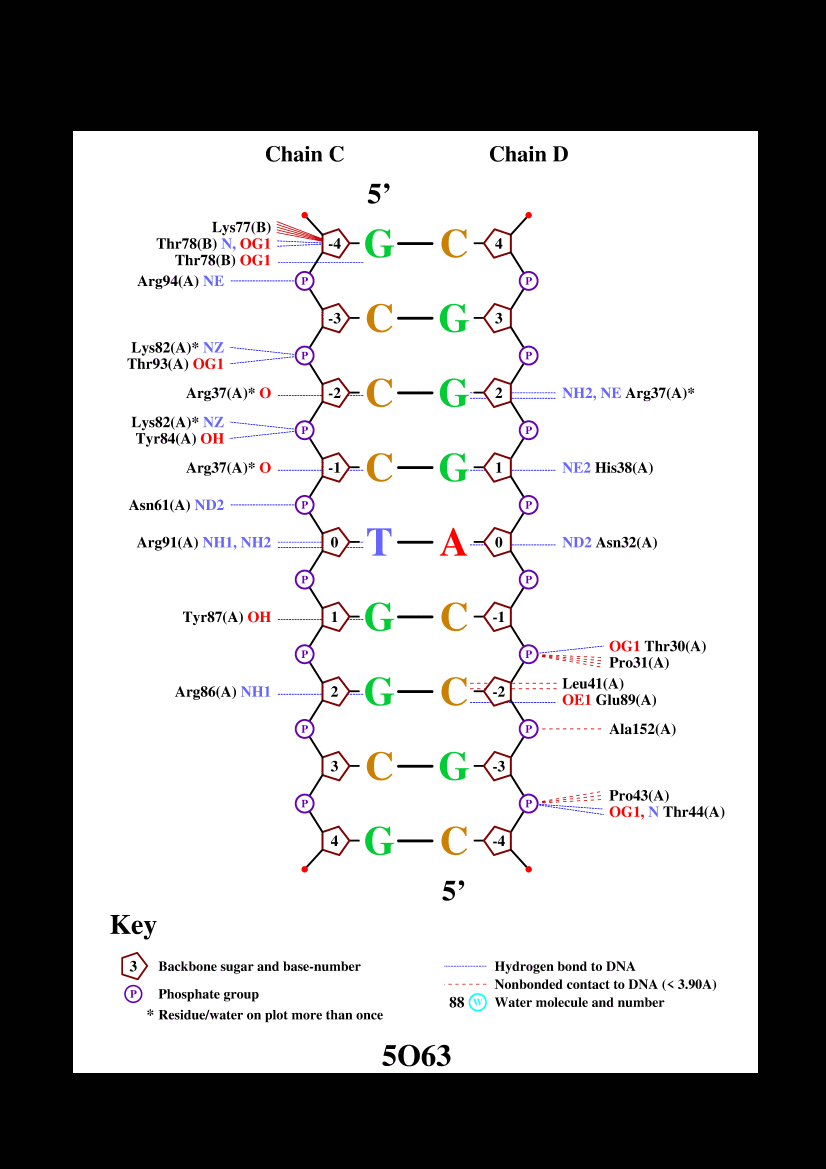 Chain C Chain D
5’
Lys77(B)
Thr78(B) N, OG1 -4 G C 4
Thr78(B) OG1
Arg94(A) NE P P
-3 C G 3
Lys82(A)* NZ
P P
Thr93(A) OG1
Arg37(A)* O -2 C G 2 NH2, NE Arg37(A)*
Lys82(A)* NZ
P P
Tyr84(A) OH
Arg37(A)* O -1 C G 1 NE2 His38(A)
Asn61(A) ND2 P P
Arg91(A) NH1, NH2 0 T A 0 ND2 Asn32(A)
P P
Tyr87(A) OH 1 G C -1
OG1 Thr30(A)
P P
Pro31(A)
Leu41(A)
Arg86(A) NH1 2 G C -2
OE1 Glu89(A)
P P Ala152(A)
3 C G -3
Pro43(A)
P P
OG1, N Thr44(A)
4 G C -4
5’
Key
3 Backbone sugar and base-number
P Phosphate group
* Residue/water on plot more than once
Hydrogen bond to DNA
Nonbonded contact to DNA (< 3.90A)
88 W Water molecule and number
5O63